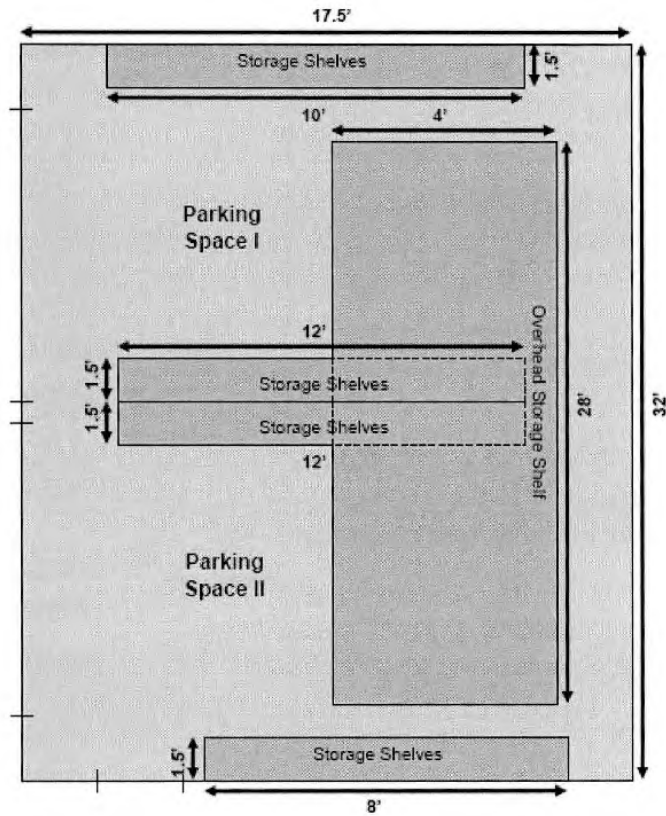 17.5'
Storage Shelves
1.5'
10'
4'
Parking
Space I
12'
1.5'
Storage Shelves
1.5'
Storage Shelves
12'
Overhead Storage Shelf
28'
32'
Parking
Space II
1.5'
Storage Shelves
8'